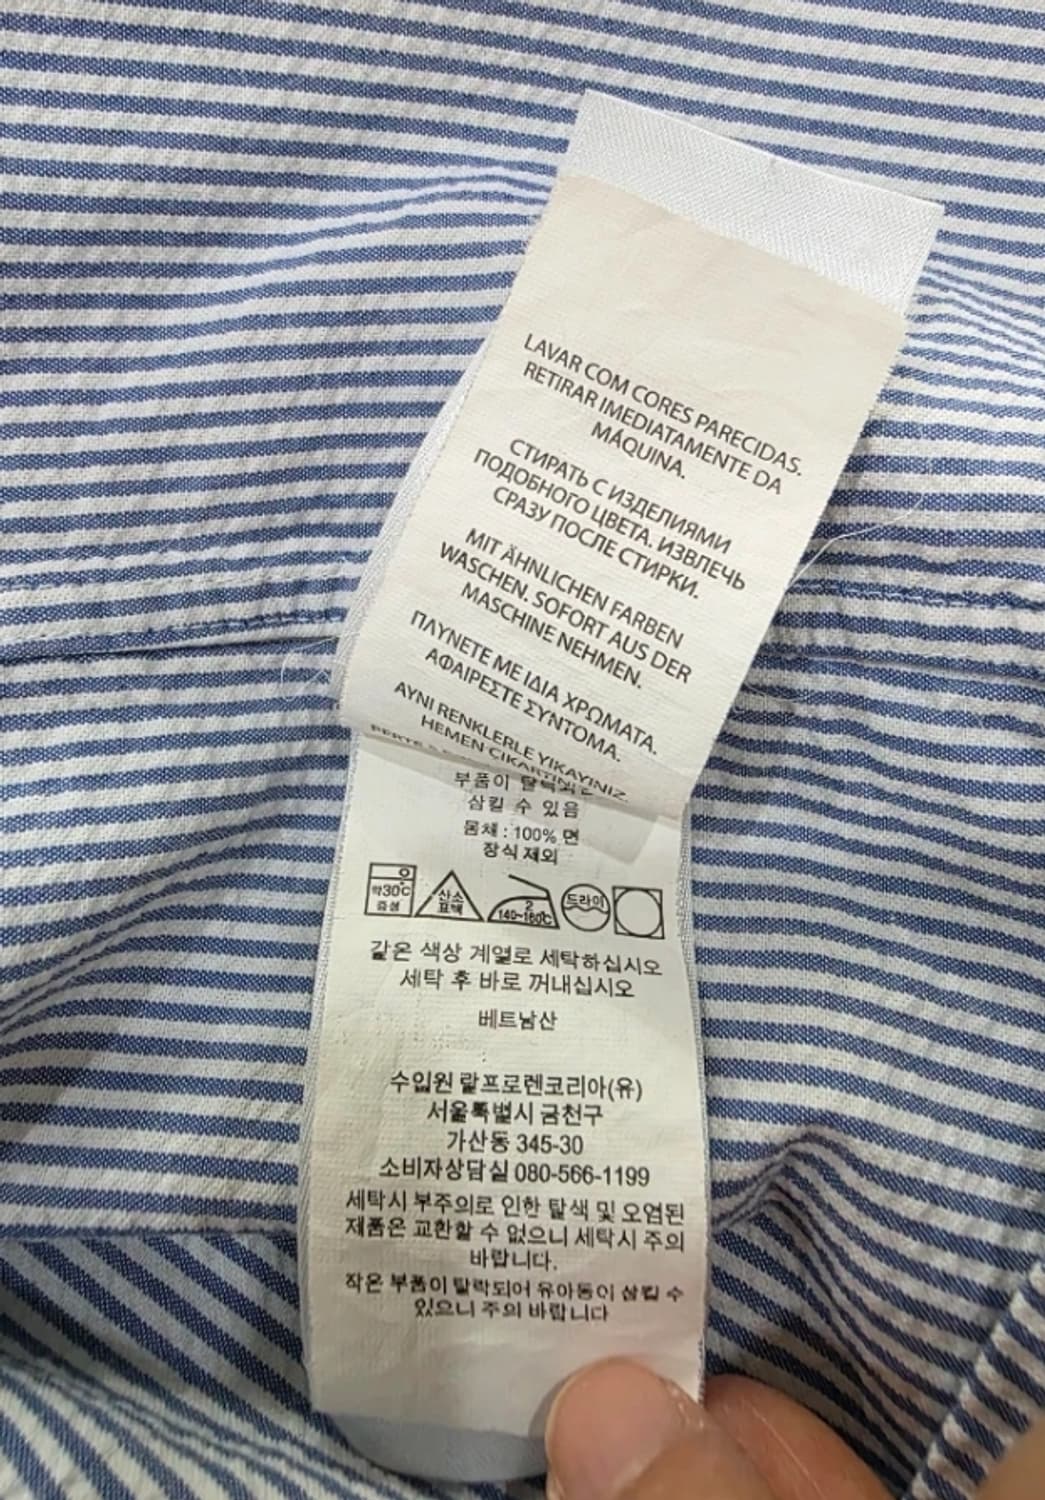 LAVAR COM CORES PARECIDAS.
RETIRAR IMEDIATAMENTE DA
MÁQUINA.
СТИРАТЬ С ИЗДЕЛИЯМИ
ПОДОБНОГО ЦВЕТА. ИЗВЛЕЧЬ
СРАЗУ ПОСЛЕ СТИРКИ.
MIT ÄHNLICHEN FARBEN
WASCHEN. SOFORT AUS DER
MASCHINE NEHMEN.
ΠΛΥΝΕΤΕ ΜΕ ΙΔΙΑ ΧΡΩΜΑΤΑ.
ΑΦΑΙΡΕΣΤΕ ΣΥΝΤΟΜΑ.
AYNI RENKLERLE YIKAYINIZ.
HEMEN CIKARTINIZ
부품이
삼킬 수 있음
몸체 : 100% 면
장식 제외
약30℃
중성
산소
표백
2
140~160℃
드라이
같은 색상 계열로 세탁하십시오
세탁 후 바로 꺼내십시오
베트남산
수입원 랄프로렌코리아(유)
서울특별시 금천구
가산동 345-30
소비자상담실 080-566-1199
세탁시 부주의로 인한 탈색 및 오염된
제품은 교환할 수 없으니 세탁시 주의
바랍니다.
작은 부품이 탈락되어 유아동이 삼킬 수
있으니 주의 바랍니다